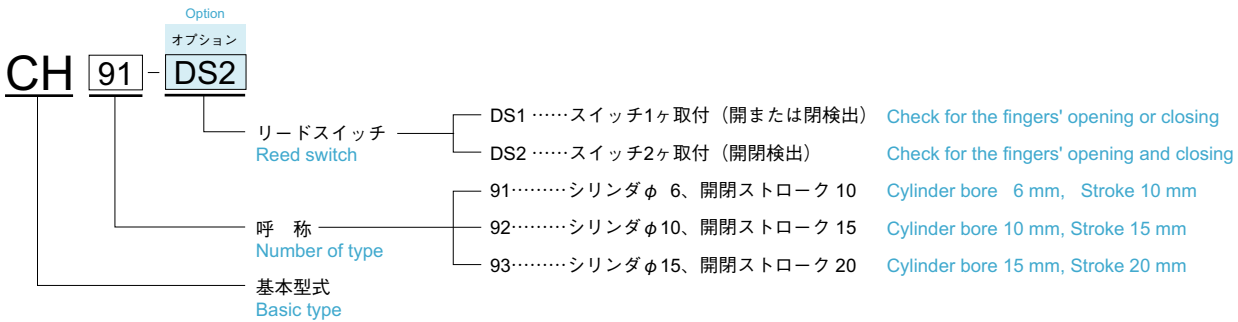 Option
オプション
CH 91 - DS2
リードスイッチ
Reed switch
DS1 ……スイッチ1ヶ取付（開または閉検出） Check for the fingers' opening or closing
DS2 ……スイッチ2ヶ取付（開閉検出） Check for the fingers' opening and closing
呼 称
Number of type
91………シリンダφ 6、開閉ストローク 10 Cylinder bore 6 mm, Stroke 10 mm
92………シリンダφ10、開閉ストローク 15 Cylinder bore 10 mm, Stroke 15 mm
93………シリンダφ15、開閉ストローク 20 Cylinder bore 15 mm, Stroke 20 mm
基本型式
Basic type